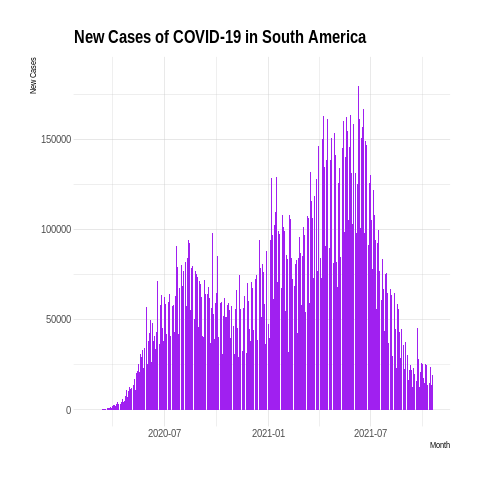 New Cases of COVID-19 in South America
New Cases
150000
100000
50000
0
2020-07 2021-01 2021-07
Month